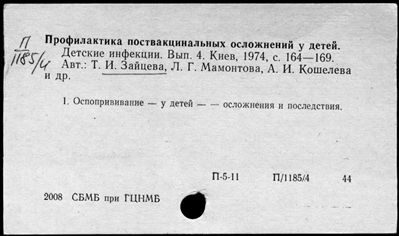 П
1185/4
Профилактика поствакцинальных осложнений у детей.
Детские инфекции. Вып. 4. Киев, 1974, с. 164—169.
Авт.: Т. И. Зайцева, Л. Г. Мамонтова, А. И. Кошелева
и др.
1. Оспопрививание — у детей — — осложнения и последствия.
П-5-11 П/1185/4 44
2008 СБМБ при ГЦНМБ